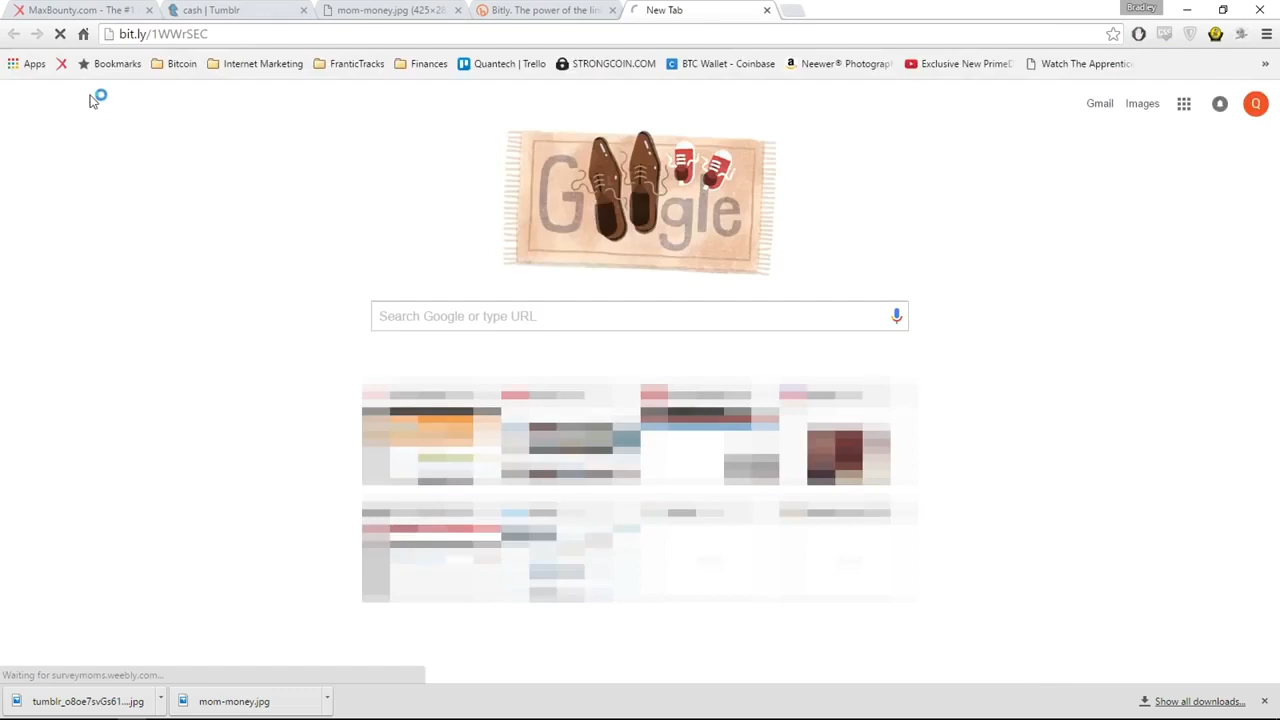 MaxBounty.com - The #1
cash | Tumblr
mom-money.jpg (425×28
Bitly. The power of the lin
New Tab
Bradley
bit.ly/1WWrSEC
Apps
Bookmarks
Bitcoin
Internet Marketing
FranticTracks
Finances
Quantech | Trello
STRONGCOIN.COM
BTC Wallet - Coinbase
Neewer® Photograp
Exclusive New PrimeD
Watch The Apprentic
»
Gmail
Images
Q
Google
Search Google or type URL
Waiting for surveymoms.weebly.com...
tumblr_o8oe7svGs61...jpg
mom-money.jpg
Show all downloads...